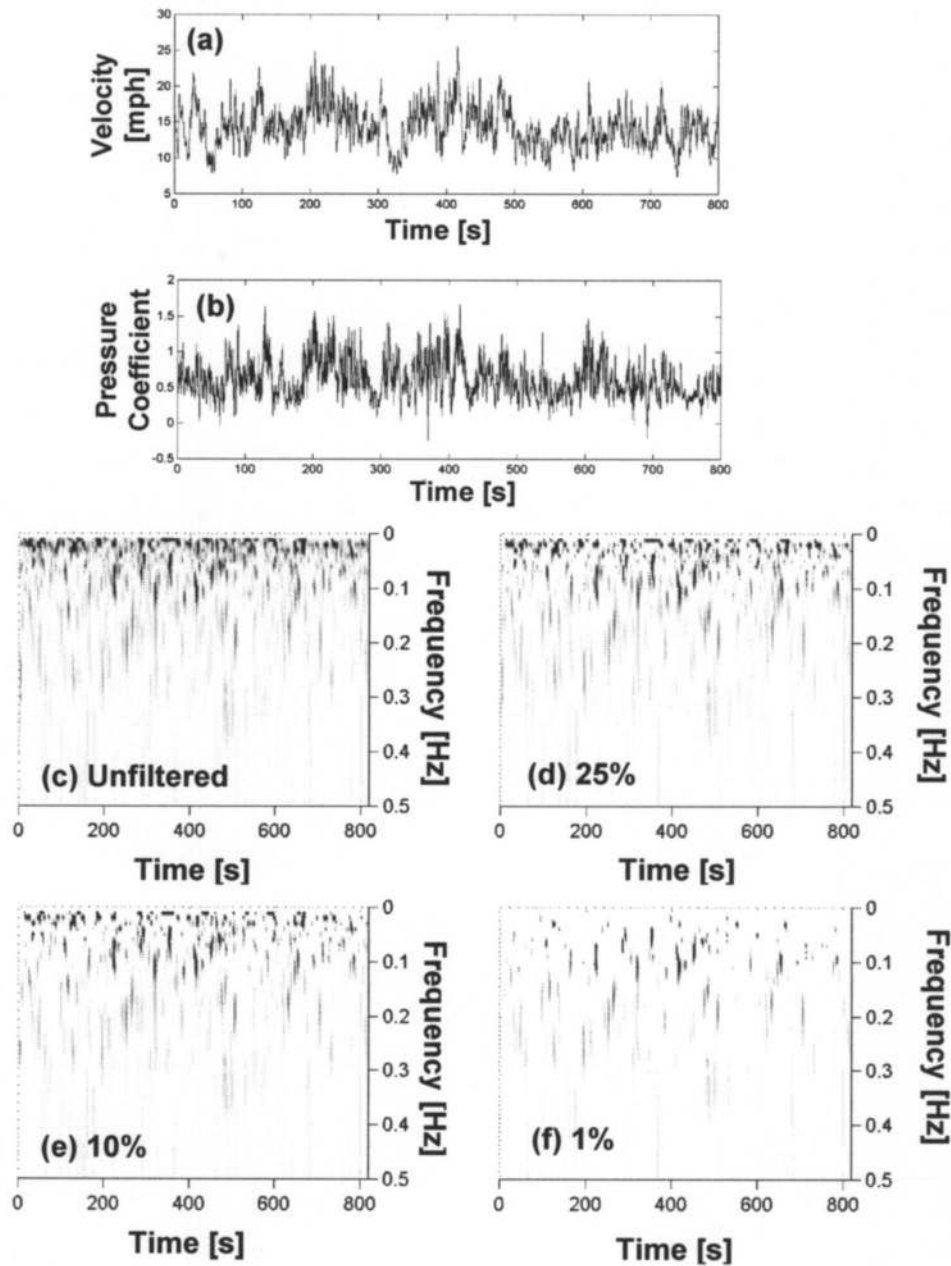 30
25
20
15
10
5
(a)
Velocity
[mph]
0 100 200 300 400 500 600 700 800
Time [s]
2
1.5
1
0.5
0
-0.5
(b)
Pressure
Coefficient
0 100 200 300 400 500 600 700 800
Time [s]
0
0.1
0.2
0.3
0.4
0.5
Frequency [Hz]
(c) Unfiltered
0 200 400 600 800
Time [s]
0
0.1
0.2
0.3
0.4
0.5
Frequency [Hz]
(d) 25%
0 200 400 600 800
Time [s]
0
0.1
0.2
0.3
0.4
0.5
Frequency [Hz]
(e) 10%
0 200 400 600 800
Time [s]
0
0.1
0.2
0.3
0.4
0.5
Frequency [Hz]
(f) 1%
0 200 400 600 800
Time [s]